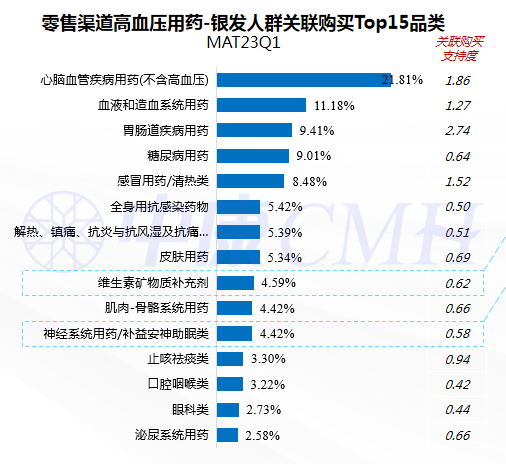 零售渠道高血压用药-银发人群关联购买Top15品类
MAT23Q1
关联购买
支持度
心脑血管疾病用药(不含高血压) 21.81% 1.86
血液和造血系统用药 11.18% 1.27
胃肠道疾病用药 9.41% 2.74
糖尿病用药 9.01% 0.64
感冒用药/清热类 8.48% 1.52
全身用抗感染药物 5.42% 0.50
解热、镇痛、抗炎与抗风湿及抗痛... 5.39% 0.51
皮肤用药 5.34% 0.69
维生素矿物质补充剂 4.59% 0.62
肌肉-骨骼系统用药 4.42% 0.66
神经系统用药/补益安神助眠类 4.42% 0.58
止咳祛痰类 3.30% 0.94
口腔咽喉类 3.22% 0.42
眼科类 2.73% 0.44
泌尿系统用药 2.58% 0.66
中康CMH